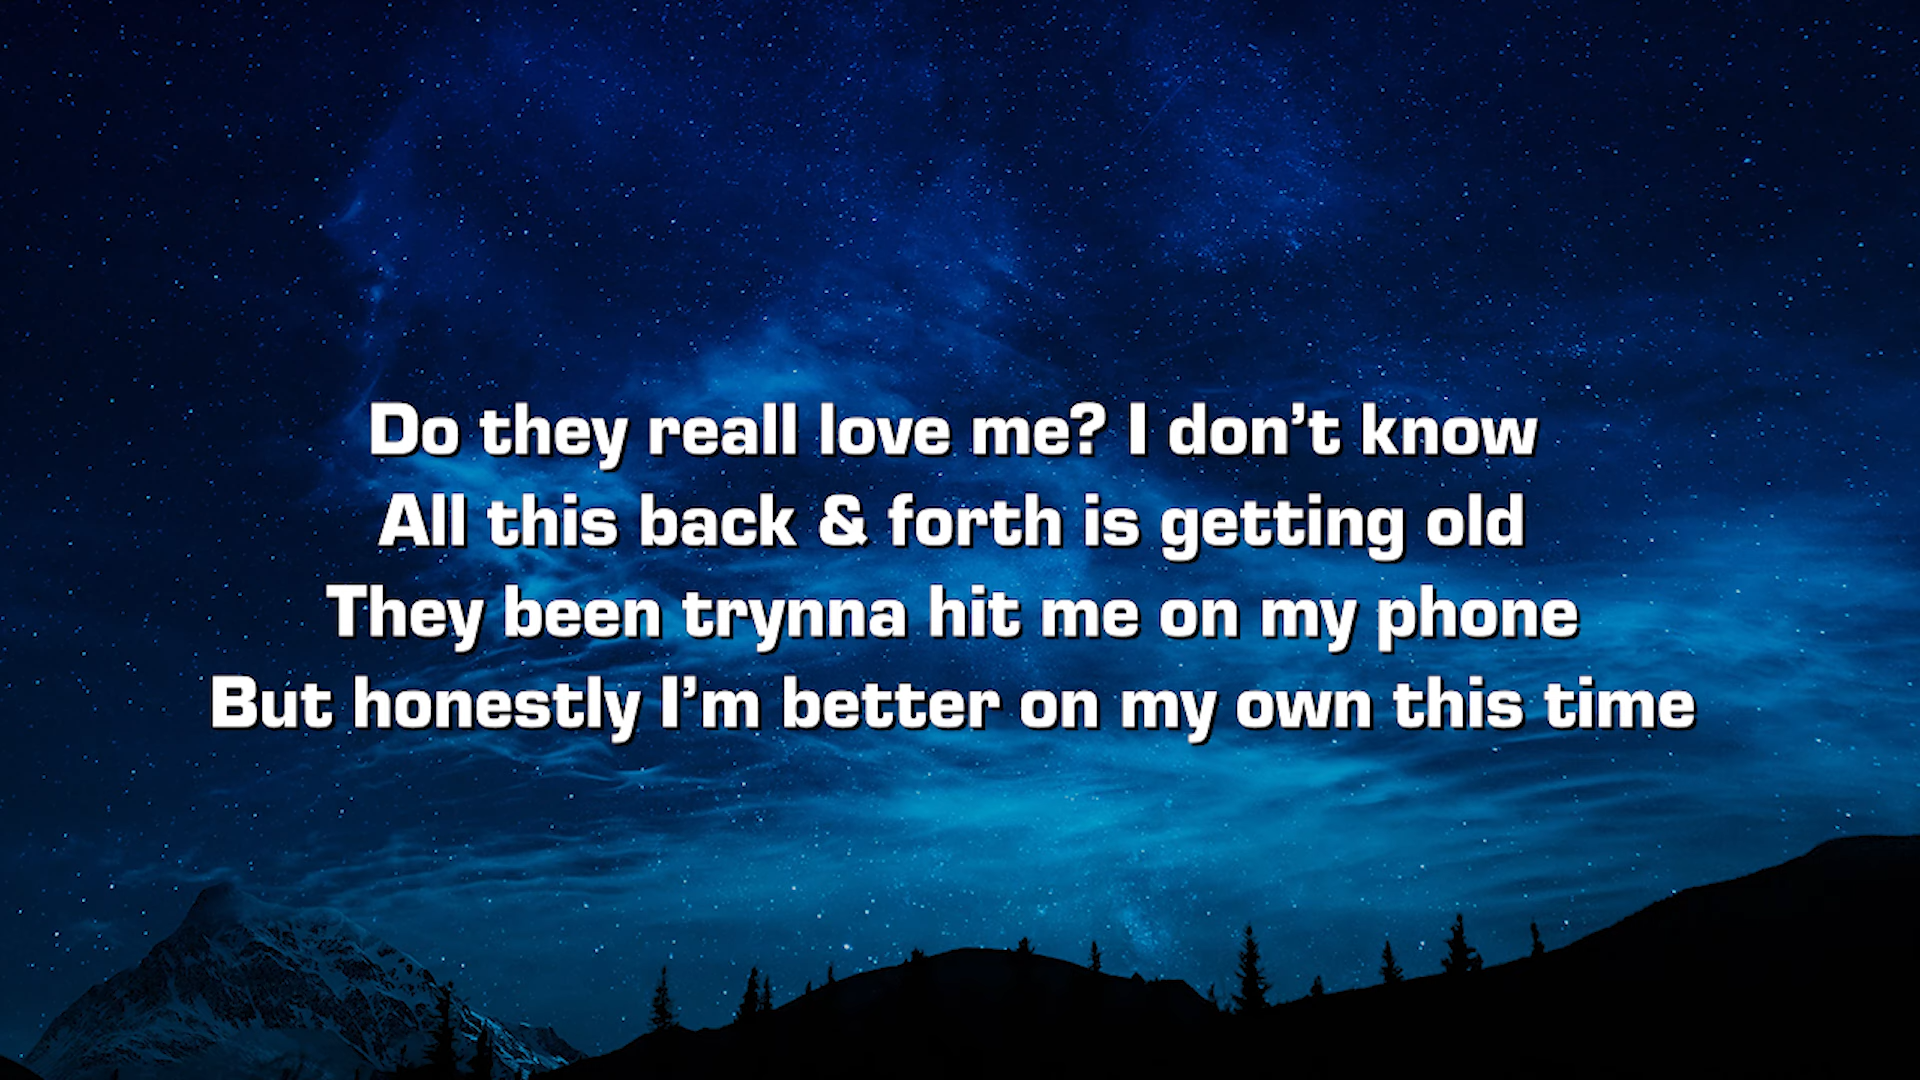 Do they reall love me? I don’t know
All this back & forth is getting old
They been trynna hit me on my phone
But honestly I’m better on my own this time